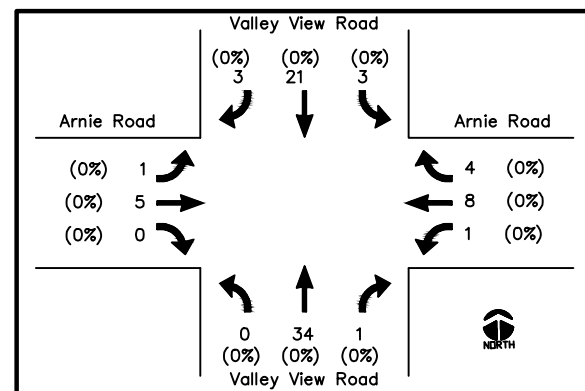 Valley View Road
(0%) (0%) (0%)
3 21 3
Arnie Road
Arnie Road
(0%) 1
(0%) 5
(0%) 0
4 (0%)
8 (0%)
1 (0%)
0 34 1
(0%) (0%) (0%)
Valley View Road
NORTH